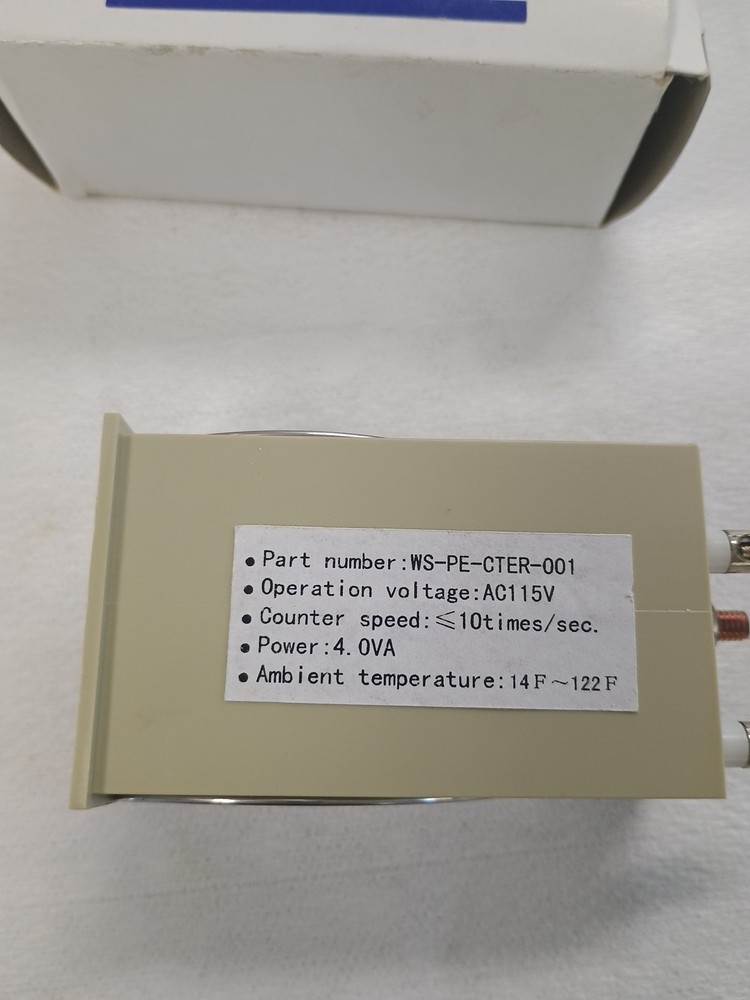 ● Part number:WS-PE-CTER-001
● Operation voltage:AC115V
● Counter speed:≤10times/sec.
● Power:4.0VA
● Ambient temperature:14F~122F